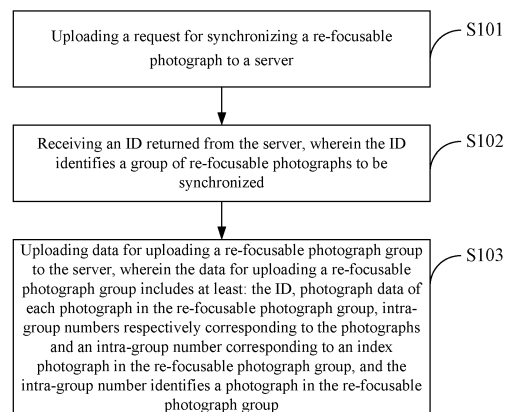 Uploading a request for synchronizing a re-focusable
photograph to a server
S101
Receiving an ID returned from the server, wherein the ID
identifies a group of re-focusable photographs to be
synchronized
S102
Uploading data for uploading a re-focusable photograph group
to the server, wherein the data for uploading a re-focusable
photograph group includes at least: the ID, photograph data of
each photograph in the re-focusable photograph group, intra-
group numbers respectively corresponding to the photographs
and an intra-group number corresponding to an index
photograph in the re-focusable photograph group, and the
intra-group number identifies a photograph in the re-focusable
photograph group
S103